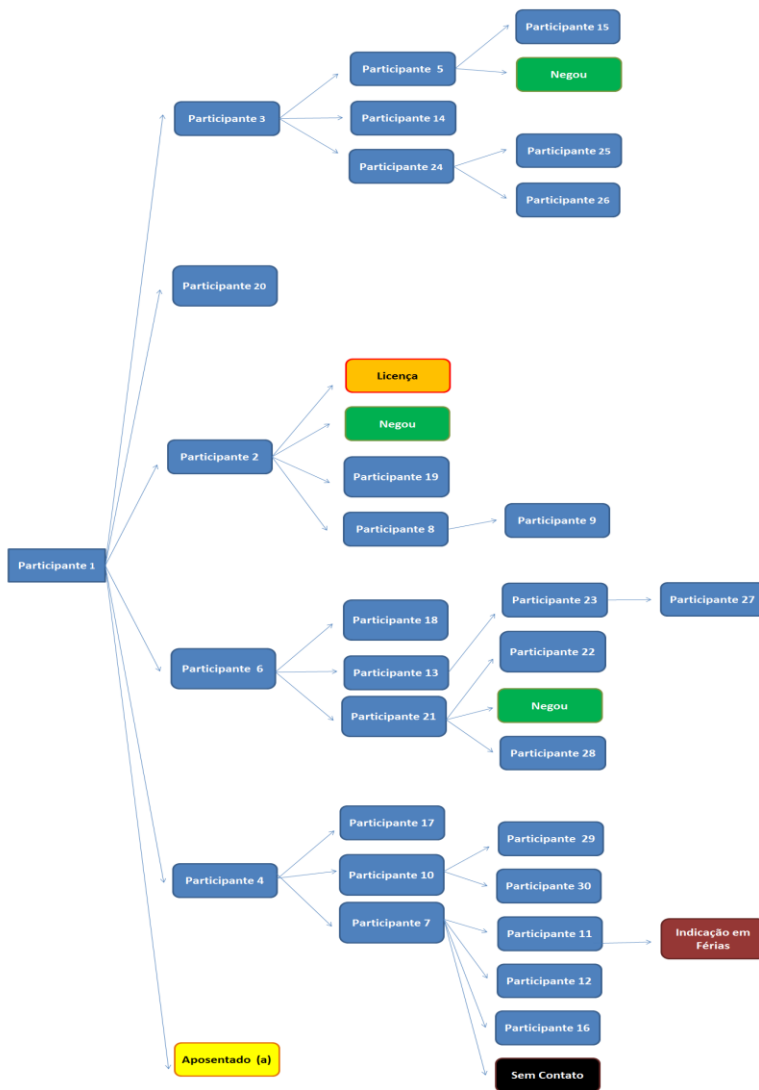 Participante 15
Participante 5
Negou
Participante 3
Participante 14
Participante 24
Participante 25
Participante 26
Participante 20
Licença
Negou
Participante 2
Participante 19
Participante 8
Participante 9
Participante 1
Participante 23
Participante 27
Participante 18
Participante 22
Participante 6
Participante 13
Participante 21
Negou
Participante 28
Participante 17
Participante 29
Participante 4
Participante 10
Participante 30
Participante 7
Participante 11
Indicação em
Férias
Participante 12
Participante 16
Aposentado (a)
Sem Contato